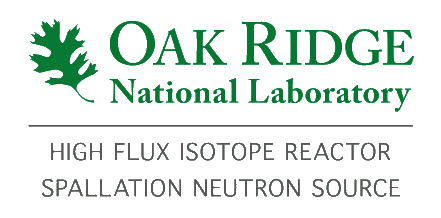 OAK RIDGE
National Laboratory
HIGH FLUX ISOTOPE REACTOR
SPALLATION NEUTRON SOURCE